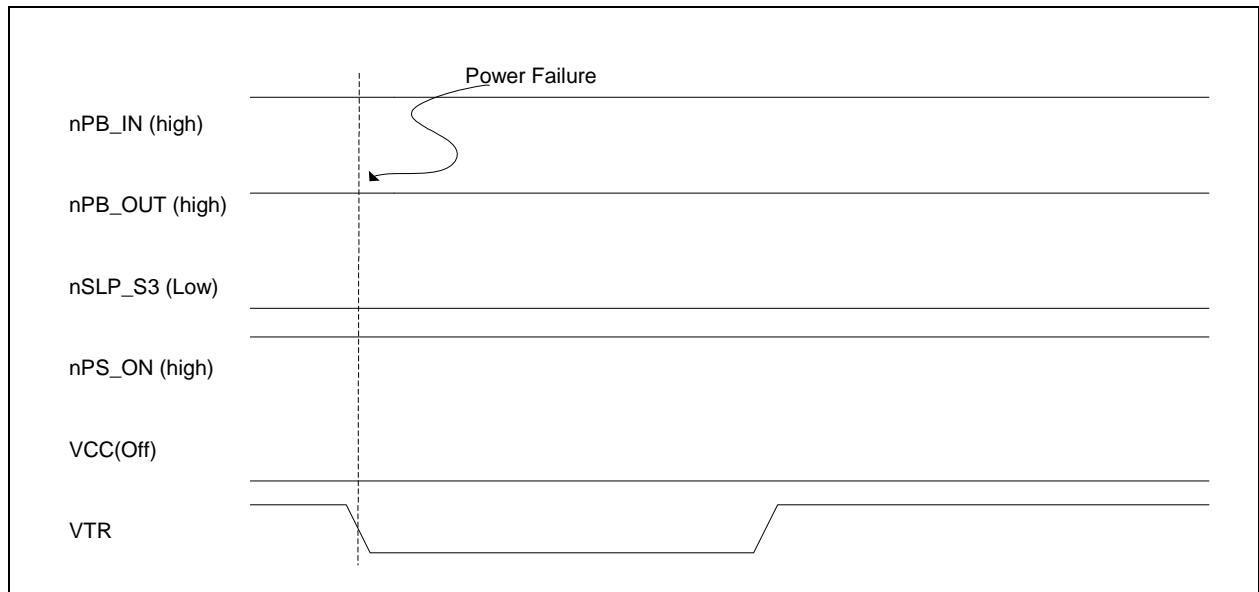 Power Failure
nPB_IN (high)
nPB_OUT (high)
nSLP_S3 (Low)
nPS_ON (high)
VCC(Off)
VTR